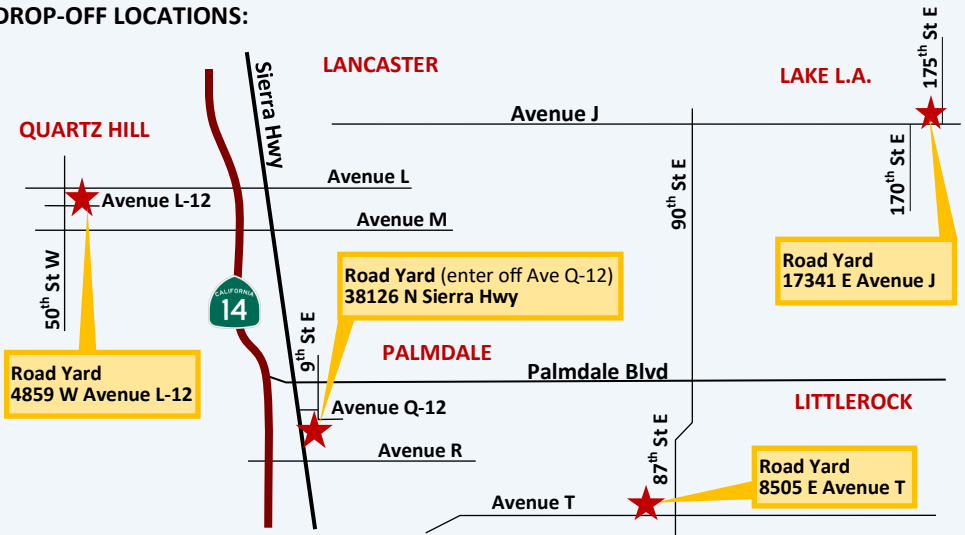 DROP-OFF LOCATIONS:
LANCASTER
LAKE L.A.
175th St E
Sierra Hwy
Avenue J
QUARTZ HILL
Avenue L
170th St E
90th St E
Avenue L-12
Avenue M
50th St W
Road Yard
17341 E Avenue J
Road Yard (enter off Ave Q-12)
38126 N Sierra Hwy
CALIFORNIA
14
9th St E
PALMDALE
Road Yard
4859 W Avenue L-12
Palmdale Blvd
LITTLEROCK
Avenue Q-12
87th St E
Avenue R
Road Yard
8505 E Avenue T
Avenue T